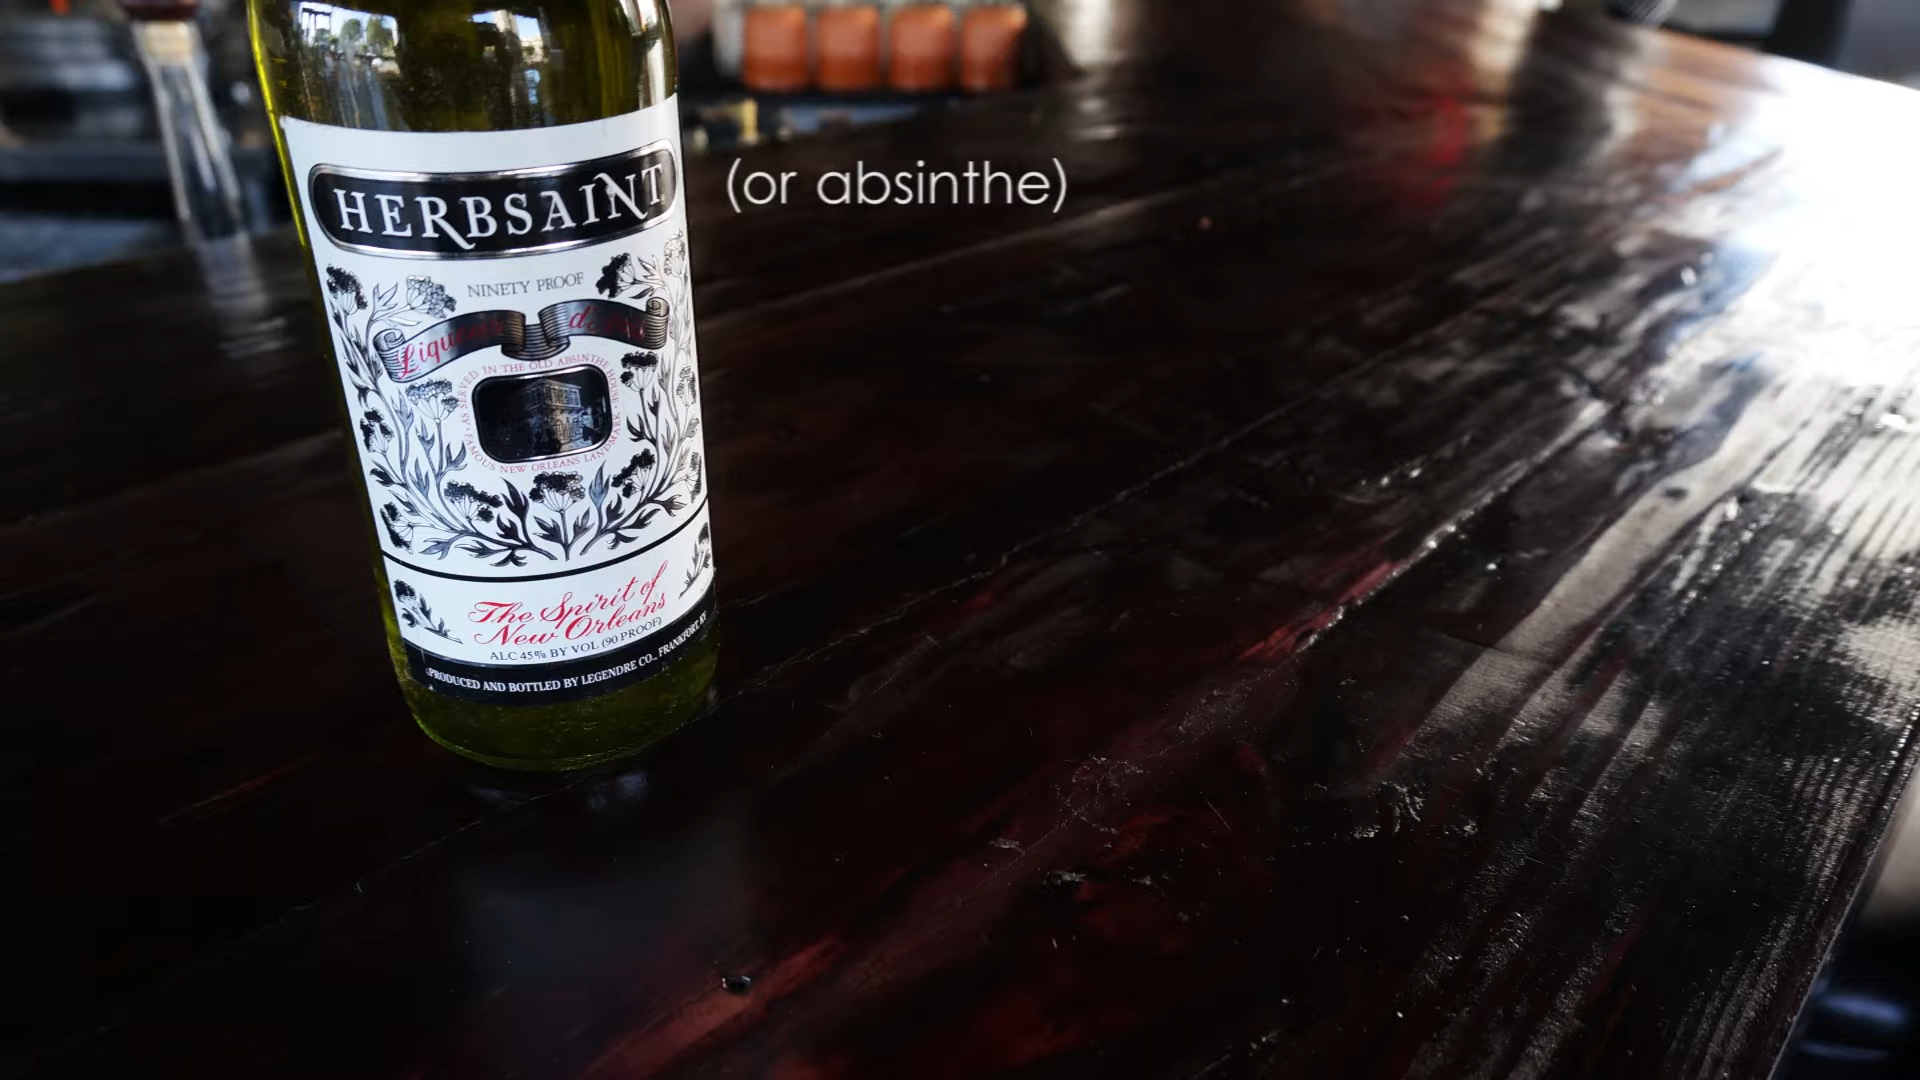 HERBSAINT
(or absinthe)
NINETY PROOF
Liqueur d'
AS SERVED IN THE OLD ABSINTHE HOUSE
A FAMOUS NEW ORLEANS LANDMARK
The Spirit of
New Orleans
ALC 45% BY VOL (90 PROOF)
PRODUCED AND BOTTLED BY LEGENDRE CO., FRANKFORT, KY